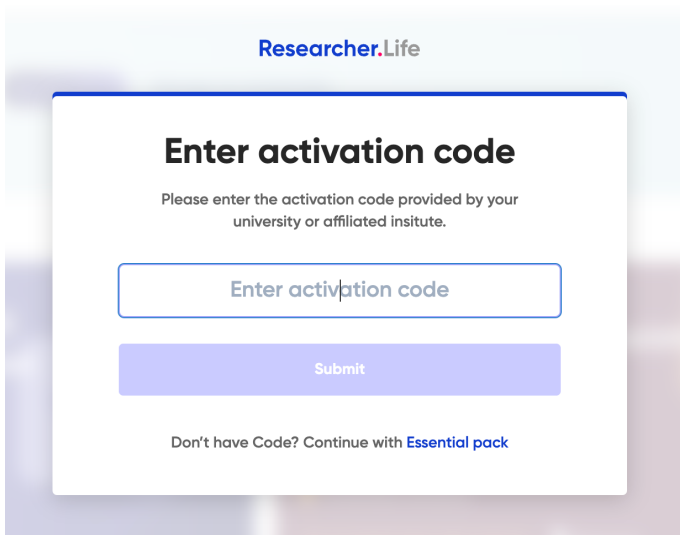 Researcher.Life
Enter activation code
Please enter the activation code provided by your
university or affiliated insitute.
Enter activation code
Submit
Don't have Code? Continue with Essential pack